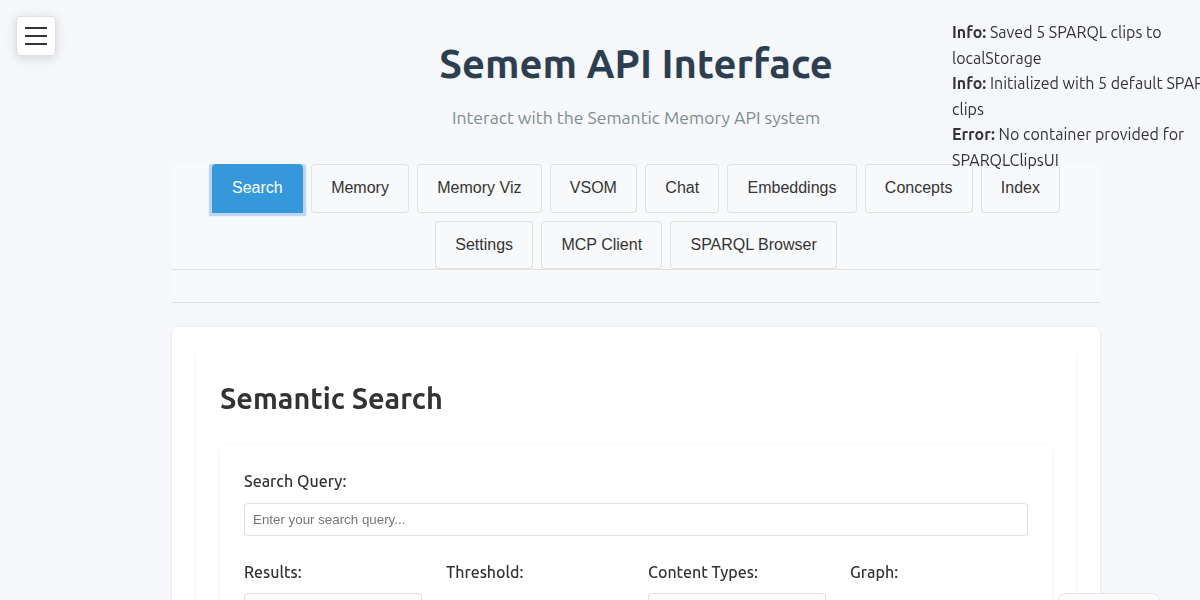 Semem API Interface
Interact with the Semantic Memory API system
Info: Saved 5 SPARQL clips to
localStorage
Info: Initialized with 5 default SPAR
clips
Error: No container provided for
SPARQLClipsUI
Search Memory Memory Viz VSOM Chat Embeddings Concepts Index
Settings MCP Client SPARQL Browser
Semantic Search
Search Query:
Enter your search query...
Results: Threshold: Content Types: Graph: